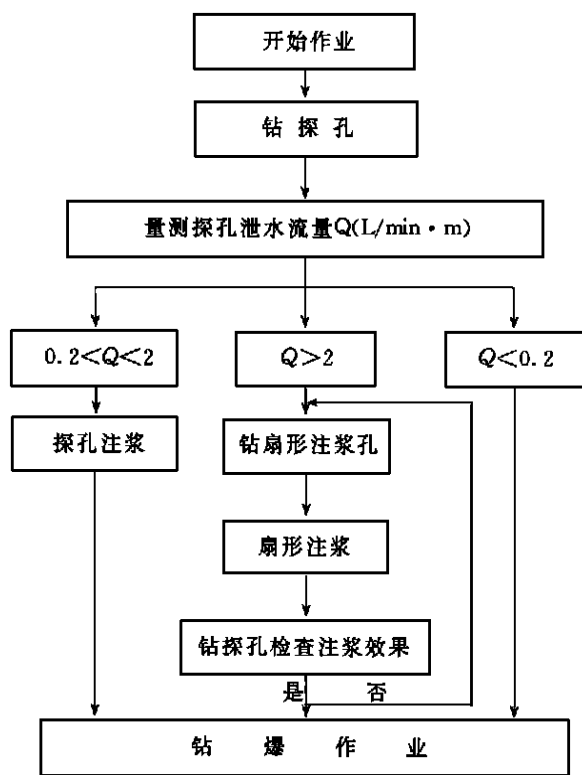 开始作业
钻探孔
量测探孔泄水流量Q(L/min·m)
0.2<Q<2
Q>2
Q<0.2
探孔注浆
钻扇形注浆孔
扇形注浆
钻探孔检查注浆效果
是 否
钻爆作业